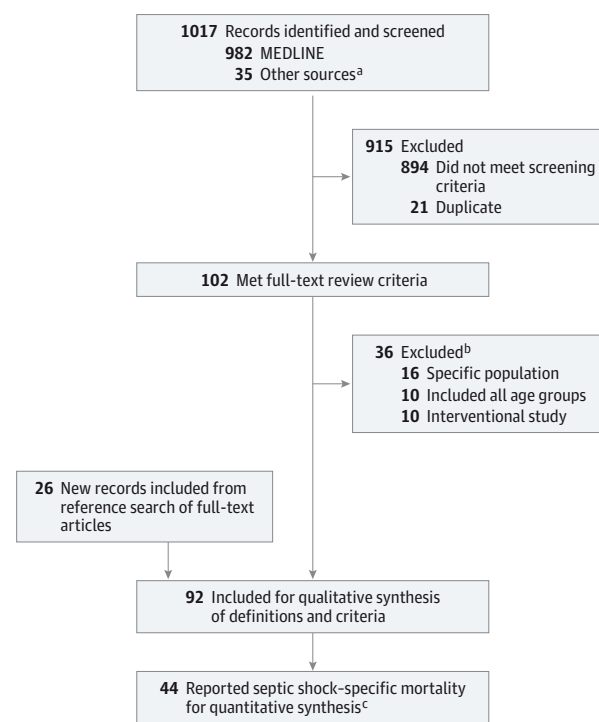 1017 Records identified and screened
982 MEDLINE
35 Other sourcesa
915 Excluded
894 Did not meet screening
criteria
21 Duplicate
102 Met full-text review criteria
36 Excludedb
16 Specific population
10 Included all age groups
10 Interventional study
26 New records included from
reference search of full-text
articles
92 Included for qualitative synthesis
of definitions and criteria
44 Reported septic shock-specific mortality
for quantitative synthesisc